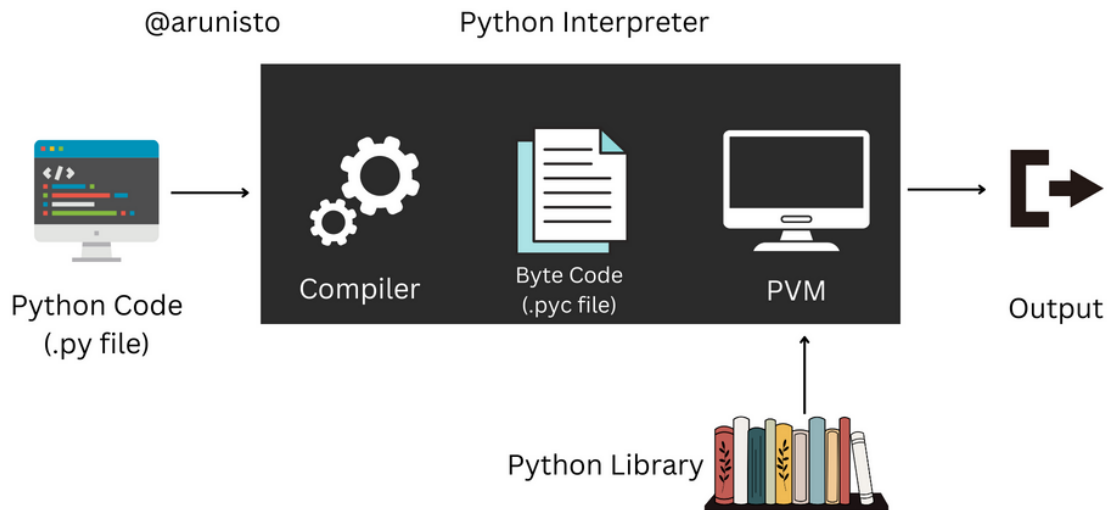 @arunisto
Python Interpreter
</>
Python Code
(.py file)
Compiler
Byte Code
(.pyc file)
PVM
Output
Python Library